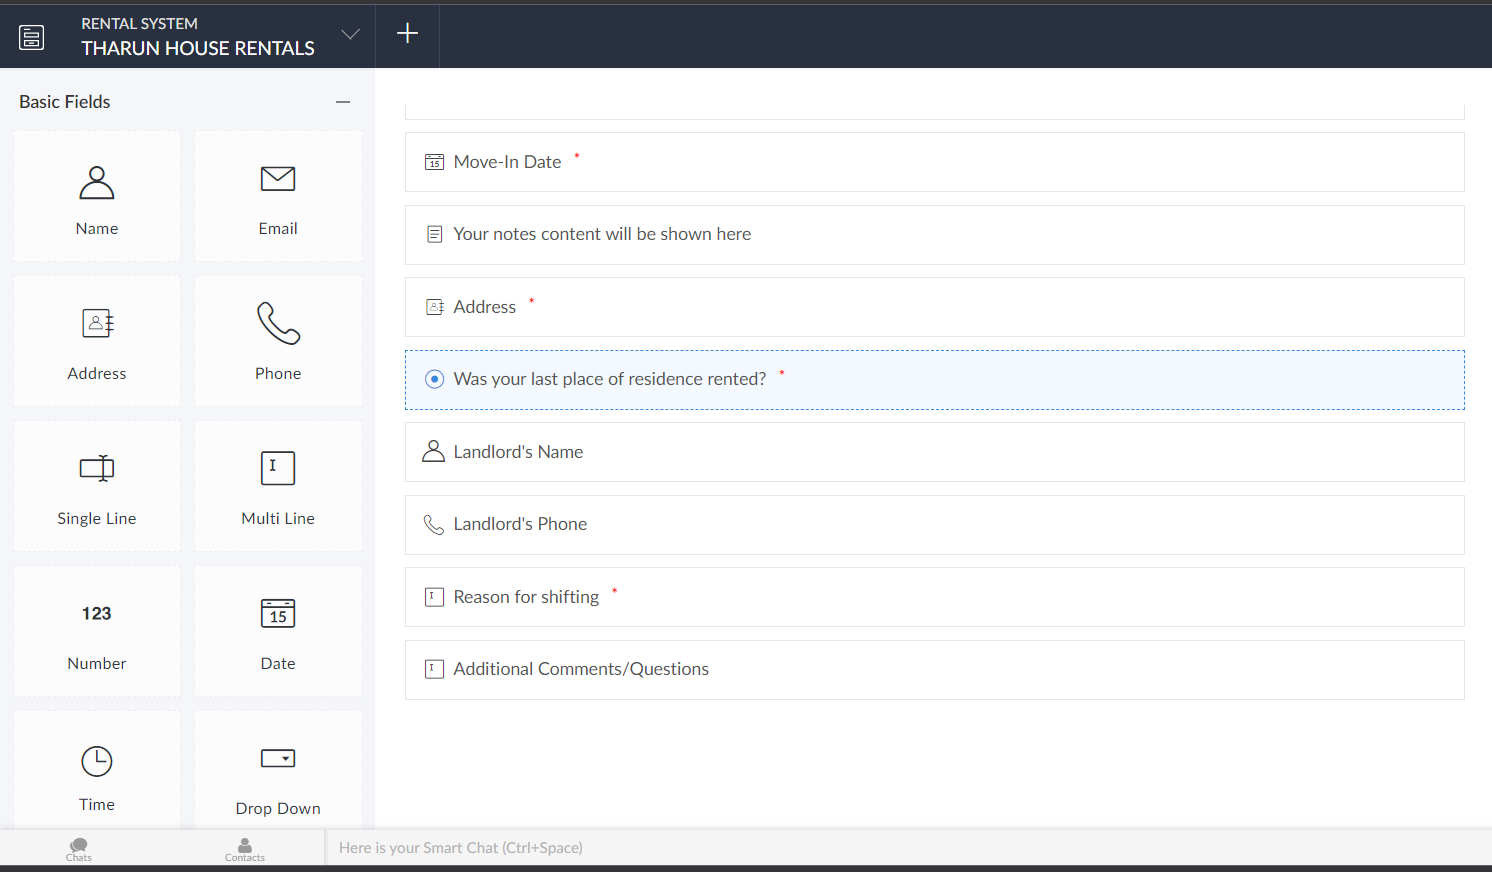 RENTAL SYSTEM
THARUN HOUSE RENTALS
Basic Fields
Name
Email
Address
Phone
Single Line
I
Multi Line
123
Number
15
Date
Time
Drop Down
15 Move-In Date *
Your notes content will be shown here
Address *
Was your last place of residence rented? *
Landlord's Name
Landlord's Phone
I Reason for shifting *
I Additional Comments/Questions
Chats
Contacts
Here is your Smart Chat (Ctrl+Space)